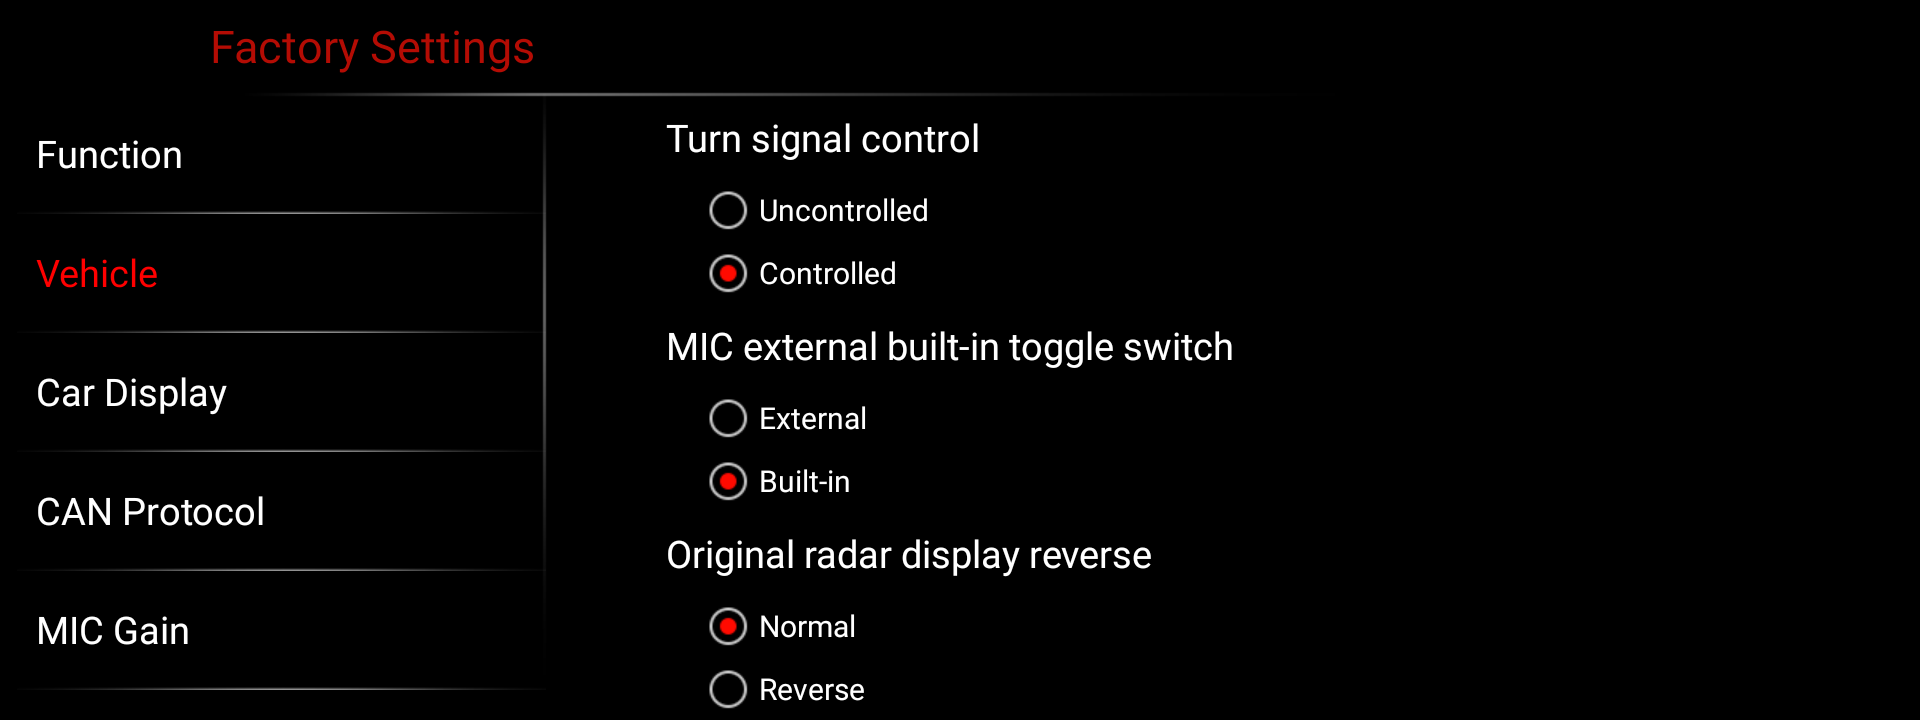 Factory Settings
Function
Vehicle
Car Display
CAN Protocol
MIC Gain
Turn signal control
Uncontrolled
Controlled
MIC external built-in toggle switch
External
Built-in
Original radar display reverse
Normal
Reverse